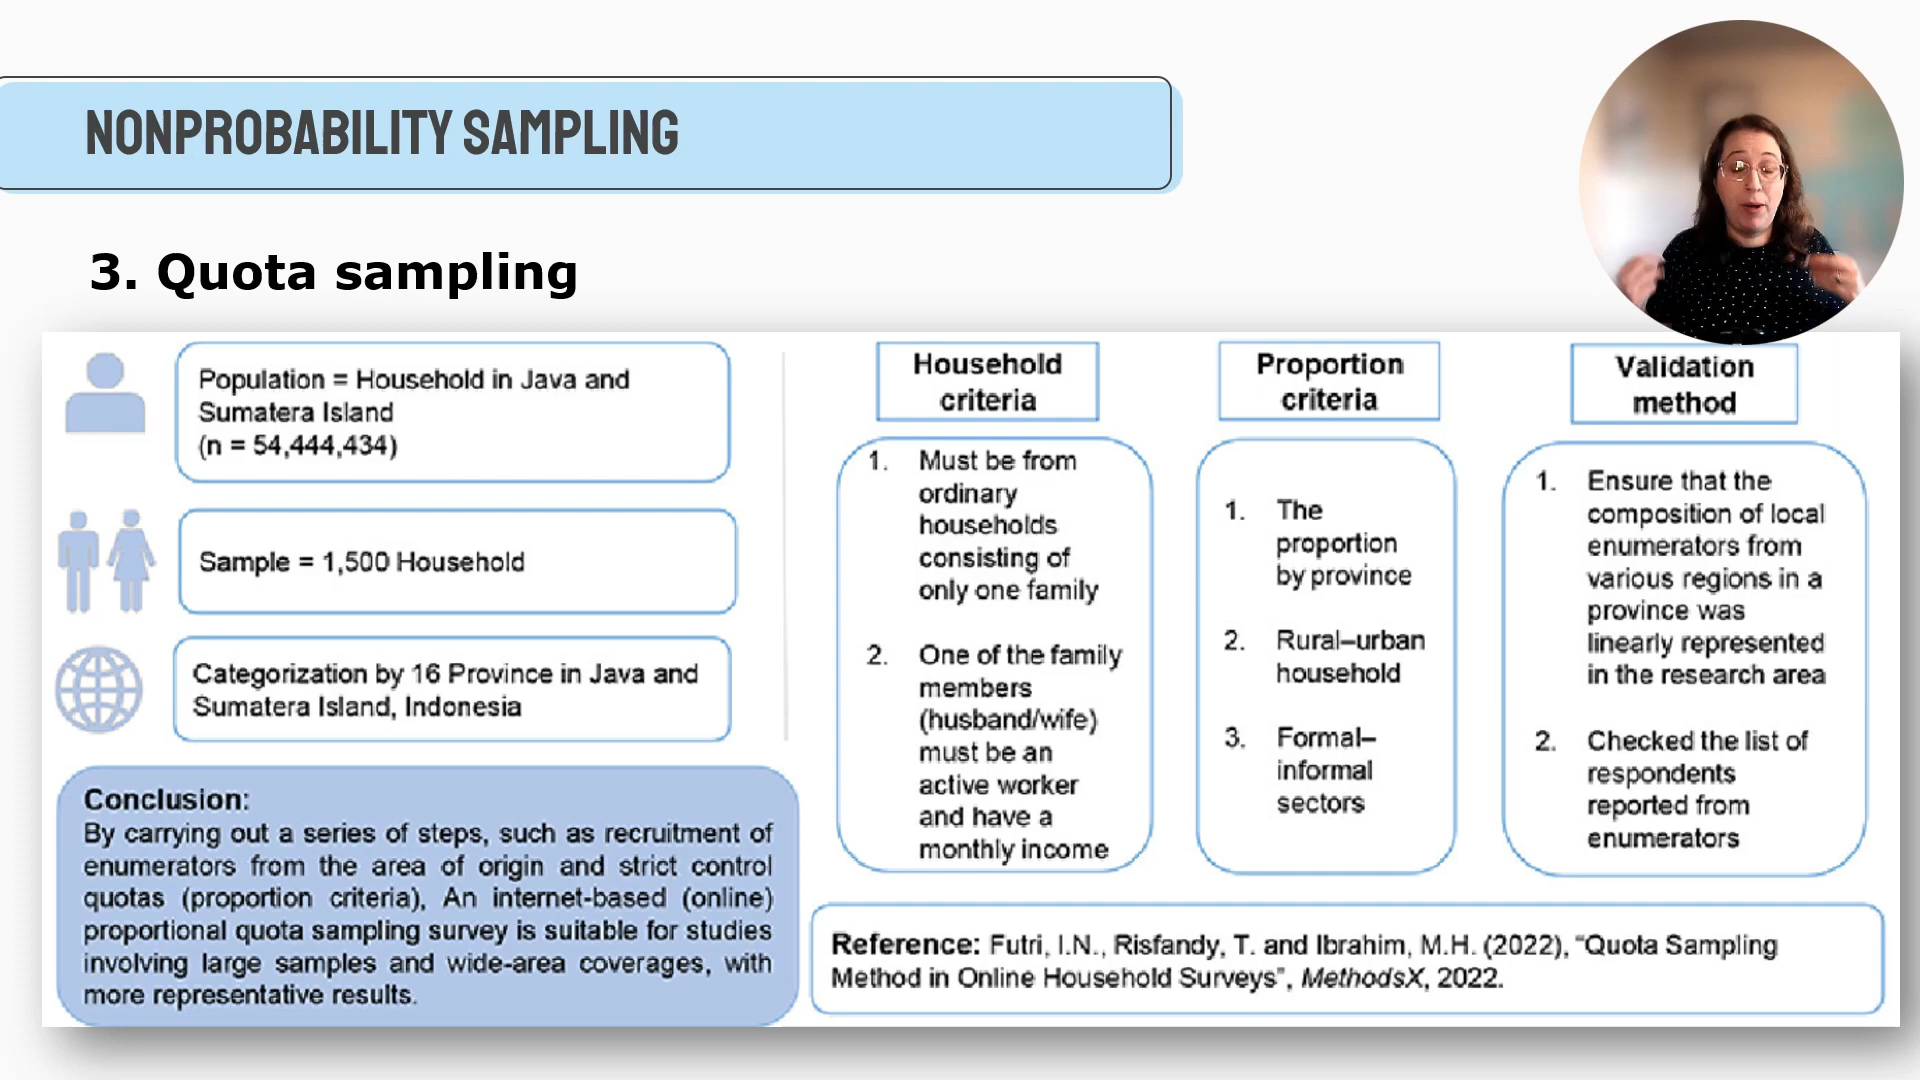 NONPROBABILITY SAMPLING
3. Quota sampling
Population = Household in Java and
Sumatera Island
(n = 54,444,434)
Sample = 1,500 Household
Categorization by 16 Province in Java and
Sumatera Island, Indonesia
Conclusion:
By carrying out a series of steps, such as recruitment of
enumerators from the area of origin and strict control
quotas (proportion criteria), An internet-based (online)
proportional quota sampling survey is suitable for studies
involving large samples and wide-area coverages, with
more representative results.
Household
criteria
1. Must be from
ordinary
households
consisting of
only one family
2. One of the family
members
(husband/wife)
must be an
active worker
and have a
monthly income
Proportion
criteria
1. The
proportion
by province
2. Rural–urban
household
3. Formal–
informal
sectors
Validation
method
1. Ensure that the
composition of local
enumerators from
various regions in a
province was
linearly represented
in the research area
2. Checked the list of
respondents
reported from
enumerators
Reference: Futri, I.N., Risfandy, T. and Ibrahim, M.H. (2022), “Quota Sampling
Method in Online Household Surveys”, MethodsX, 2022.